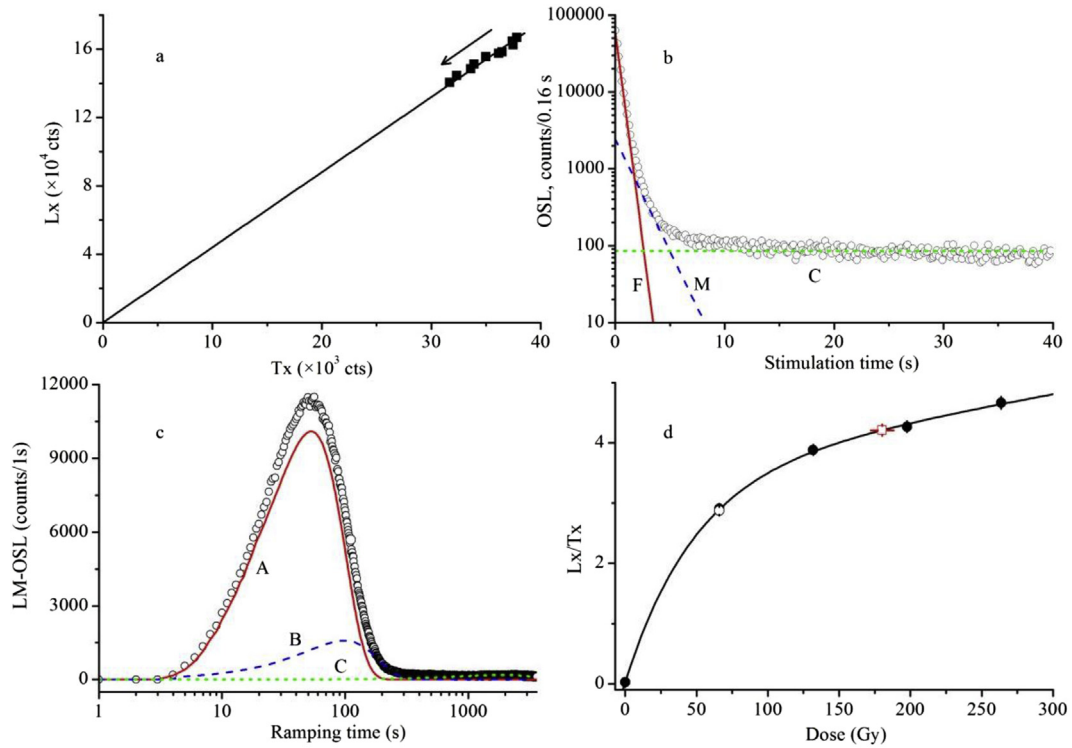 a
16
12
8
4
0
Lx (×10⁴ cts)
0
10
20
30
40
Tx (×10³ cts)
b
100000
10000
1000
100
10
OSL, counts/0.16 s
F
M
C
0
10
20
30
40
Stimulation time (s)
c
12000
9000
6000
3000
0
LM-OSL (counts/1s)
A
B
C
1
10
100
1000
Ramping time (s)
d
4
2
0
Lx/Tx
0
50
100
150
200
250
300
Dose (Gy)